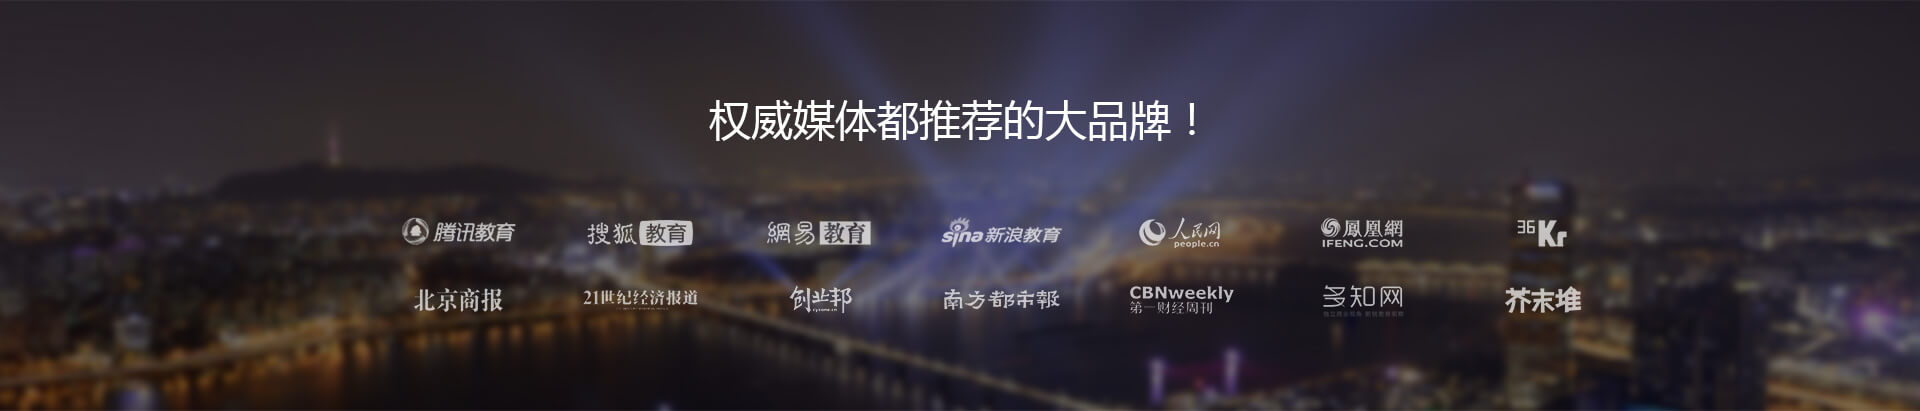 权威媒体都推荐的大品牌！
腾讯教育 搜狐教育 網易教育 sina新浪教育 人民网 鳳凰網 36Kr
people.cn IFENG.COM
北京商报 21世纪经济报道 创业邦 南方都市報 CBNweekly 多知网 芥末堆
第一财经周刊